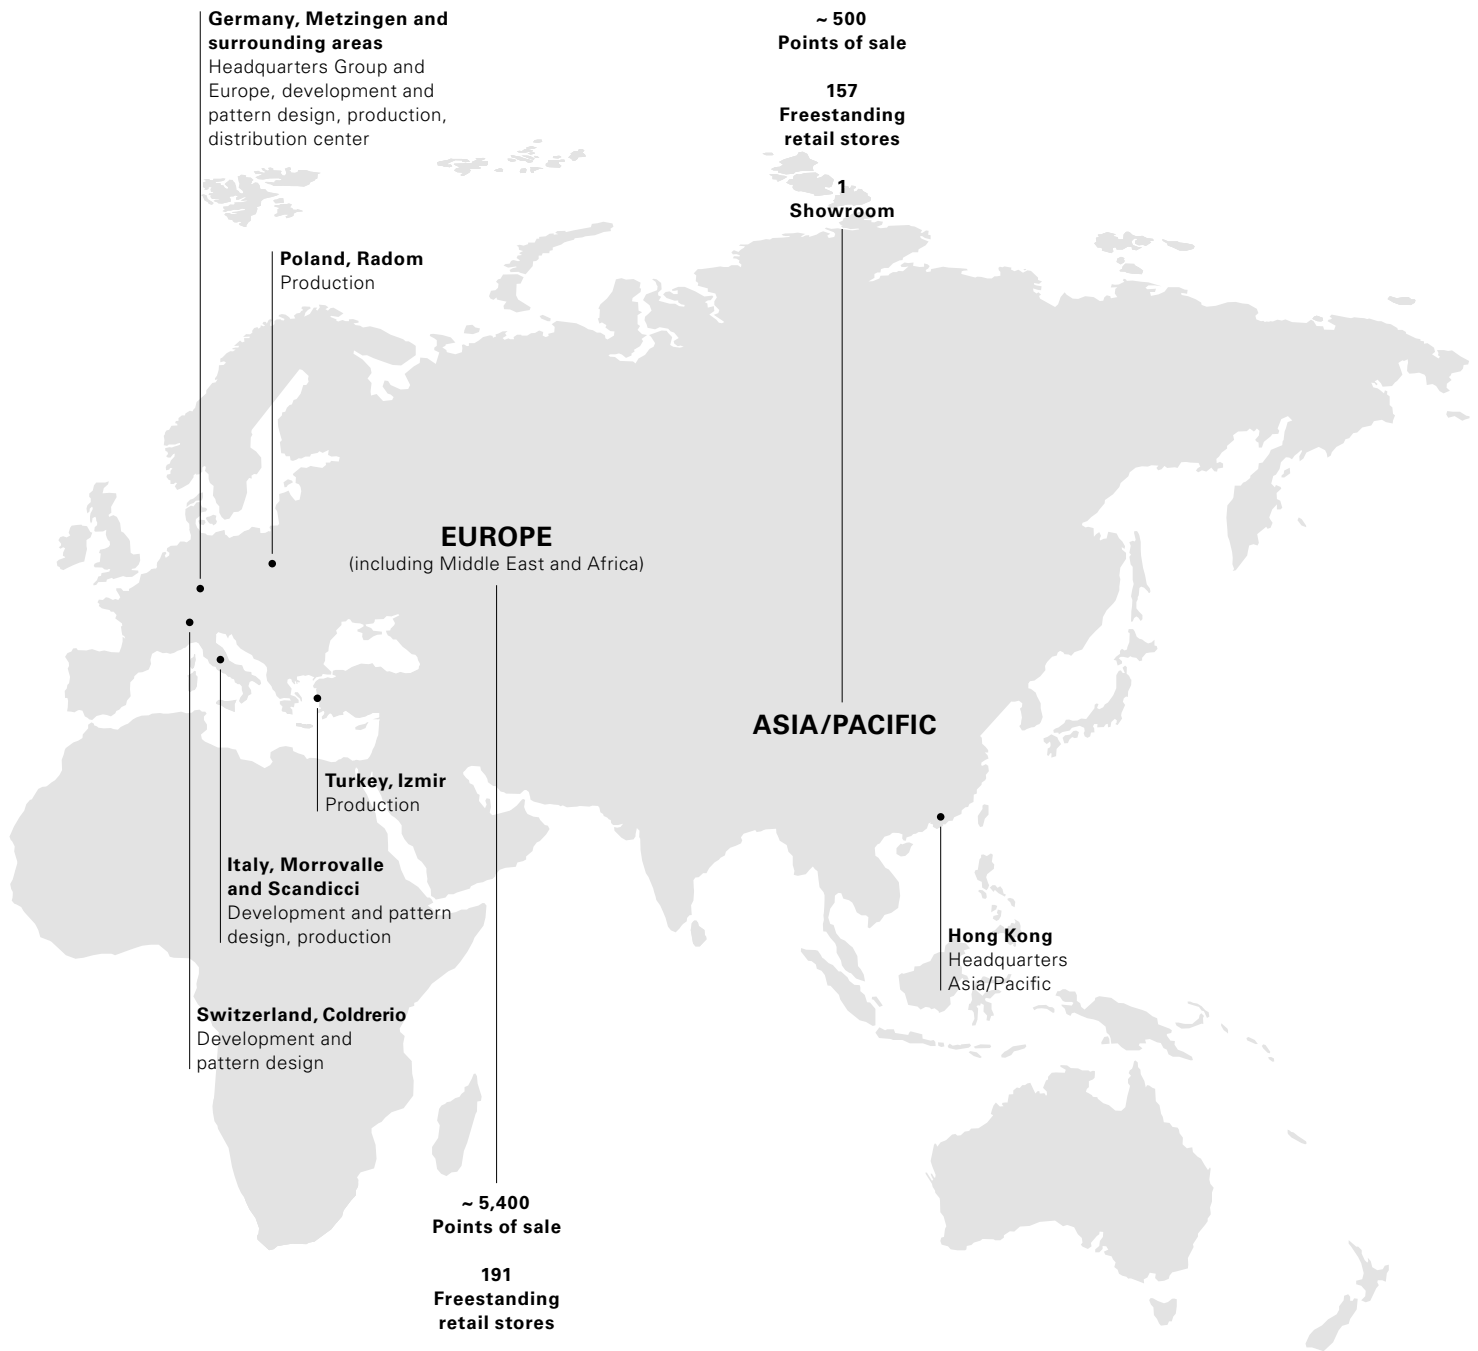 Germany, Metzingen and
surrounding areas
Headquarters Group and
Europe, development and
pattern design, production,
distribution center
~ 500
Points of sale
157
Freestanding
retail stores
1
Showroom
Poland, Radom
Production
EUROPE
(including Middle East and Africa)
ASIA/PACIFIC
Turkey, Izmir
Production
Italy, Morrovalle
and Scandicci
Development and pattern
design, production
Hong Kong
Headquarters
Asia/Pacific
Switzerland, Coldrerio
Development and
pattern design
~ 5,400
Points of sale
191
Freestanding
retail stores